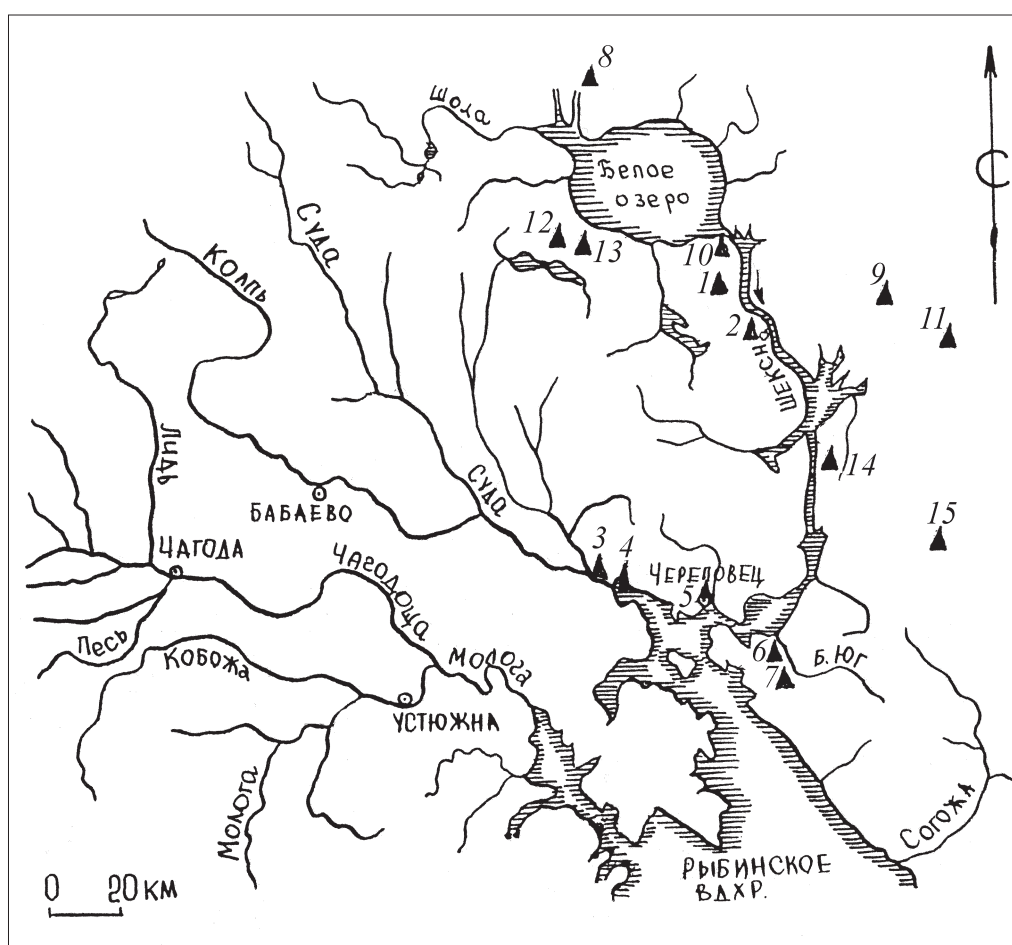 8
Шола
Белое
озеро
С
Суда
12
13
10
Колпь
1
9
2
11
Шексна
Лидь
14
Суда
БАБАЕВО
15
ЧАГОДА
3
4
ЧЕРЕПОВЕЦ
5
Чагодоща
Песь
Кобожа
Молога
6
Б. Юг
7
УСТЮЖНА
Молога
Согожа
РЫБИНСКОЕ
ВДХР.
0 20 КМ